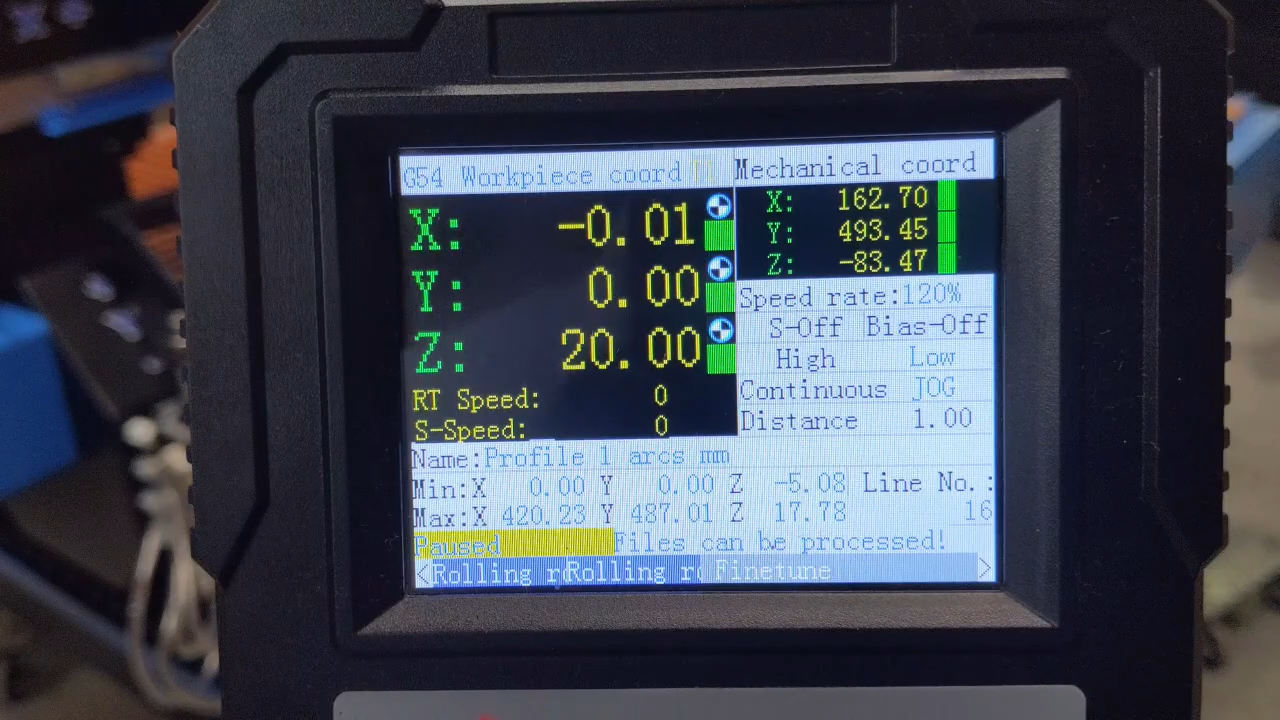 G54 Workpiece coord
X: -0.01
Y: 0.00
Z: 20.00
RT Speed: 0
S-Speed: 0
Mechanical coord
X: 162.70
Y: 493.45
Z: -83.47
Speed rate:120%
S-Off Bias-Off
High Low
Continuous JOG
Distance 1.00
Name:Profile 1 arcs mm
Min:X 0.00 Y 0.00 Z -5.08 Line No.:
Max:X 420.23 Y 487.01 Z 17.78 16
Paused Files can be processed!
<Rolling r Rolling r Finetune >